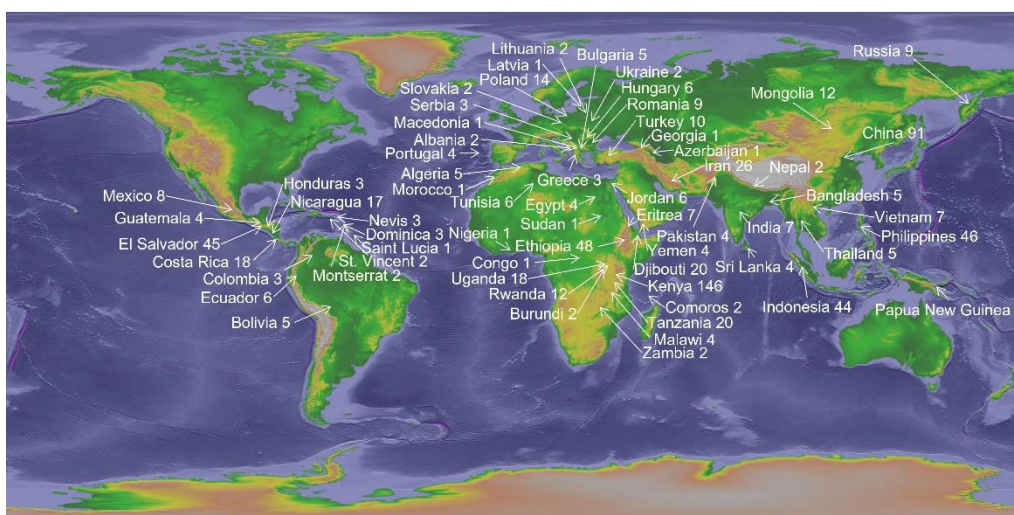 Lithuania 2
Bulgaria 5
Russia 9
Latvia 1
Poland 14
Ukraine 2
Slovakia 2
Hungary 6
Mongolia 12
Serbia 3
Romania 9
Macedonia 1
Turkey 10
China 91
Albania 2
Georgia 1
Portugal 4
Azerbaijan 1
Algeria 5
Iran 26
Nepal 2
Morocco 1
Greece 3
Honduras 3
Jordan 6
Bangladesh 5
Mexico 8
Nicaragua 17
Tunisia 6
Egypt 4
Eritrea 7
Guatemala 4
Nevis 3
Sudan 1
India 7
Vietnam 7
Dominica 3
Nigeria 1
Pakistan 4
Philippines 46
El Salvador 45
Saint Lucia 1
Ethiopia 48
Yemen 4
Thailand 5
Costa Rica 18
St. Vincent 2
Congo 1
Djibouti 20
Sri Lanka 4
Colombia 3
Montserrat 2
Uganda 18
Kenya 146
Ecuador 6
Rwanda 12
Comoros 2
Indonesia 44
Papua New Guinea
Bolivia 5
Burundi 2
Tanzania 20
Malawi 4
Zambia 2